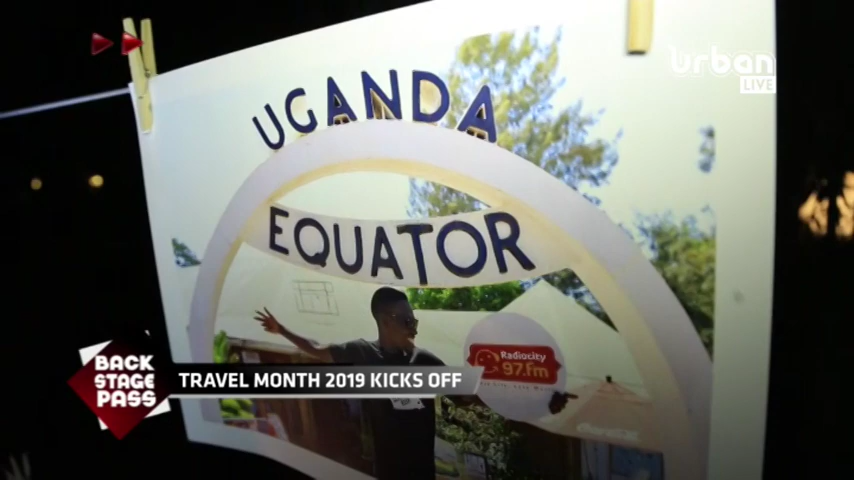 urban
LIVE
UGANDA
EQUATOR
Radiocity
97.fm
BACK
STAGE
PASS
TRAVEL MONTH 2019 KICKS OFF